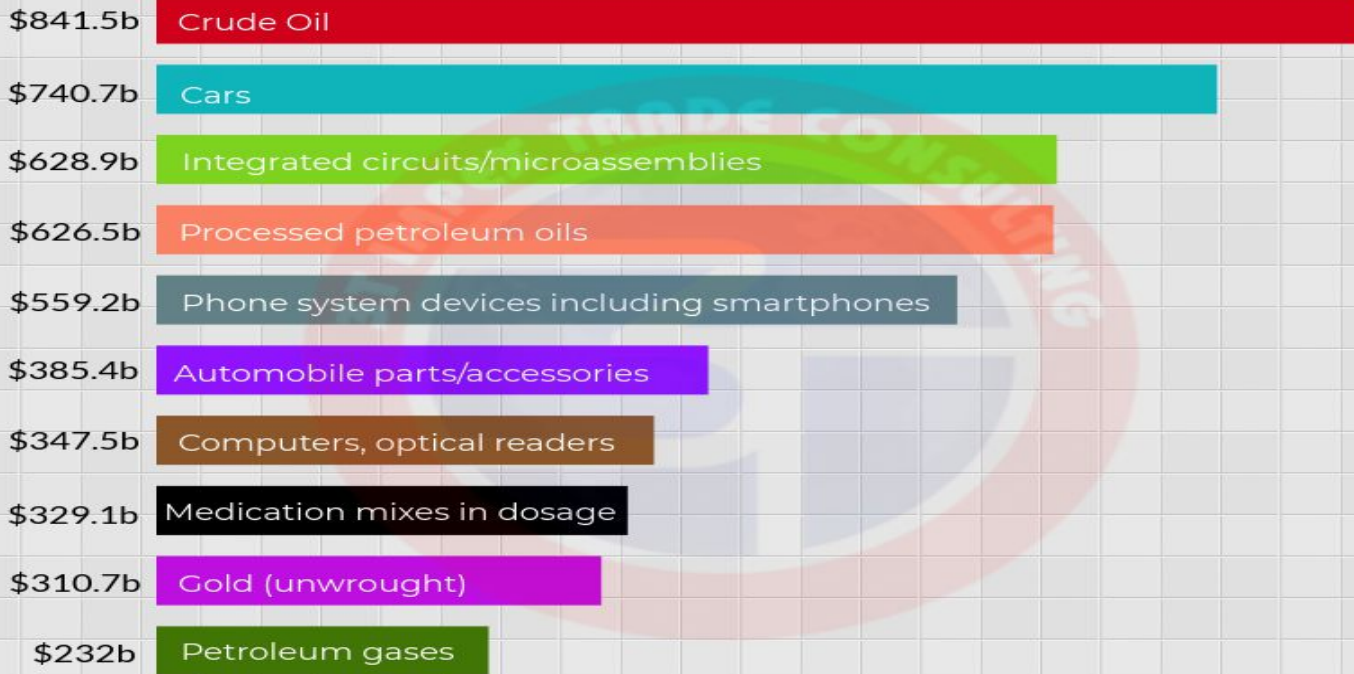 $841.5b Crude Oil
$740.7b Cars
$628.9b Integrated circuits/microassemblies
$626.5b Processed petroleum oils
$559.2b Phone system devices including smartphones
$385.4b Automobile parts/accessories
$347.5b Computers, optical readers
$329.1b Medication mixes in dosage
$310.7b Gold (unwrought)
$232b Petroleum gases
TRADE CONSULTING